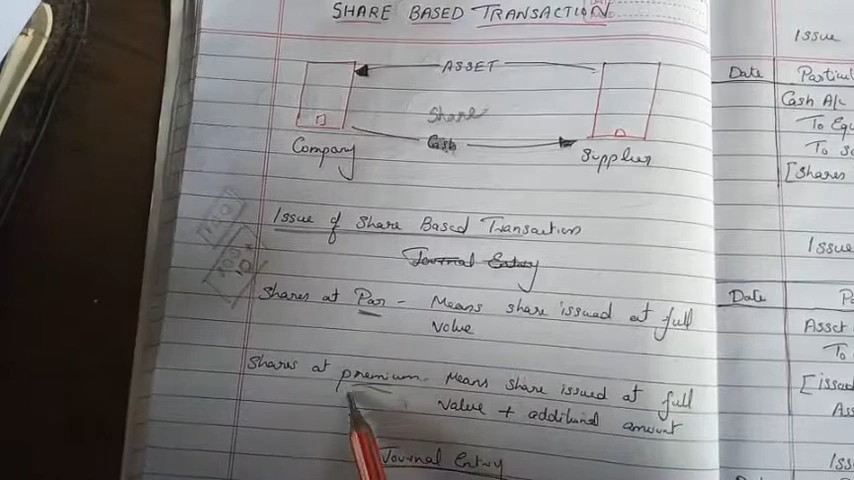 SHARE BASED TRANSACTION
ASSET
Share
Cash
Company
Supplier
Issue of Share Based Transaction
Journal Entry
Shares at Par - Means share issued at full
value
Shares at premium - Means share issued at full
value + additional amount
Journal Entry
Issue
Date
Particul
Cash A/c
To Equ
To S
[Shares
Issue
Date
Pa
Asset
To
[issued
As
Iss